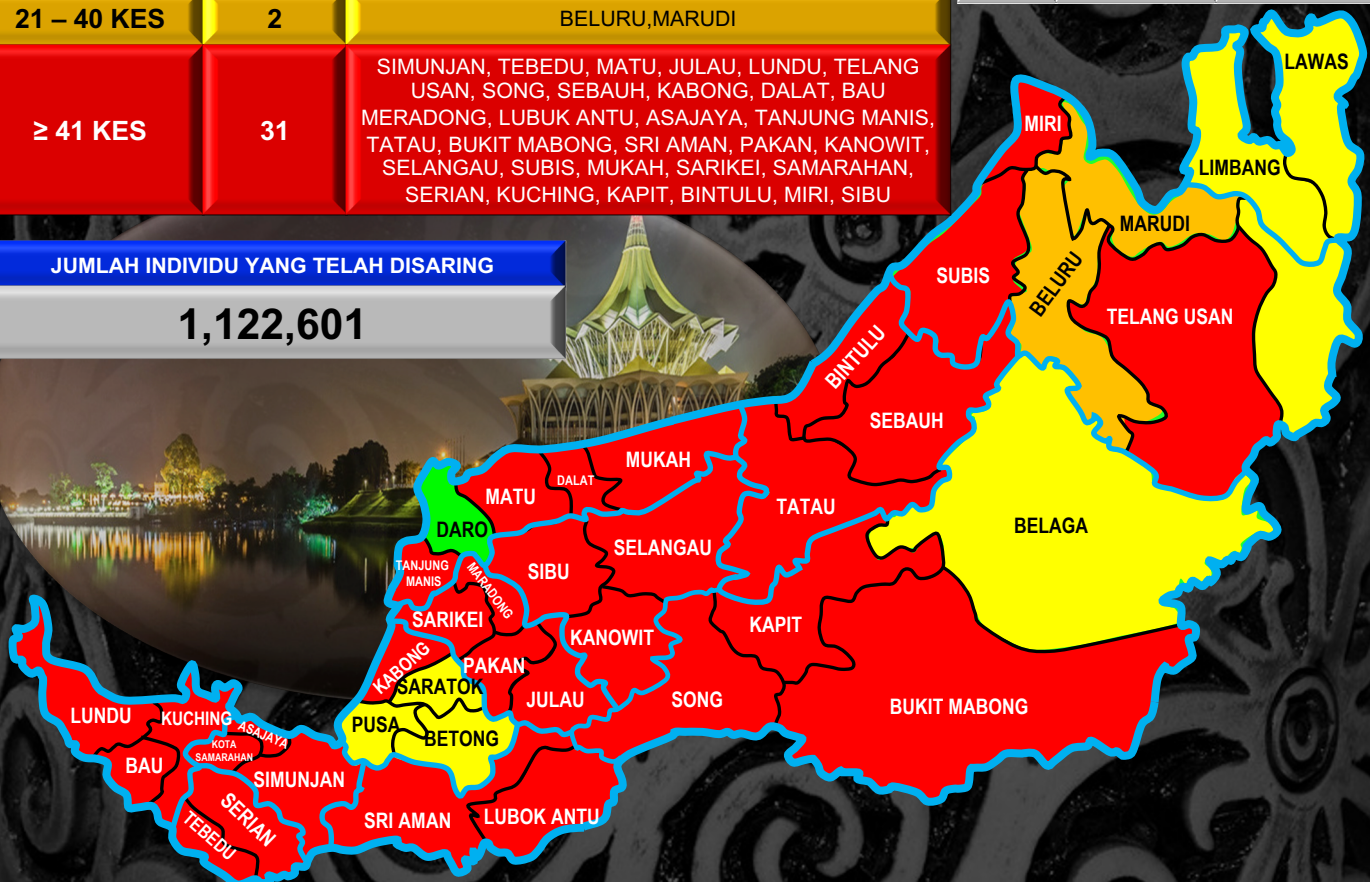 21 – 40 KES
2
BELURU,MARUDI
≥ 41 KES
31
SIMUNJAN, TEBEDU, MATU, JULAU, LUNDU, TELANG
USAN, SONG, SEBAUH, KABONG, DALAT, BAU
MERADONG, LUBUK ANTU, ASAJAYA, TANJUNG MANIS,
TATAU, BUKIT MABONG, SRI AMAN, PAKAN, KANOWIT,
SELANGAU, SUBIS, MUKAH, SARIKEI, SAMARAHAN,
SERIAN, KUCHING, KAPIT, BINTULU, MIRI, SIBU
JUMLAH INDIVIDU YANG TELAH DISARING
1,122,601
LAWAS
MIRI
LIMBANG
MARUDI
SUBIS
BELURU
TELANG USAN
BINTULU
SEBAUH
MUKAH
DALAT
MATU
TATAU
DARO
BELAGA
SELANGAU
TANJUNG
MANIS
MARADONG
SIBU
SARIKEI
KANOWIT
KAPIT
KABONG
PAKAN
SARATOK
JULAU
SONG
BUKIT MABONG
LUNDU
KUCHING
ASAJAYA
PUSA
BETONG
KOTA
SAMARAHAN
BAU
SIMUNJAN
SERIAN
TEBEDU
SRI AMAN
LUBOK ANTU